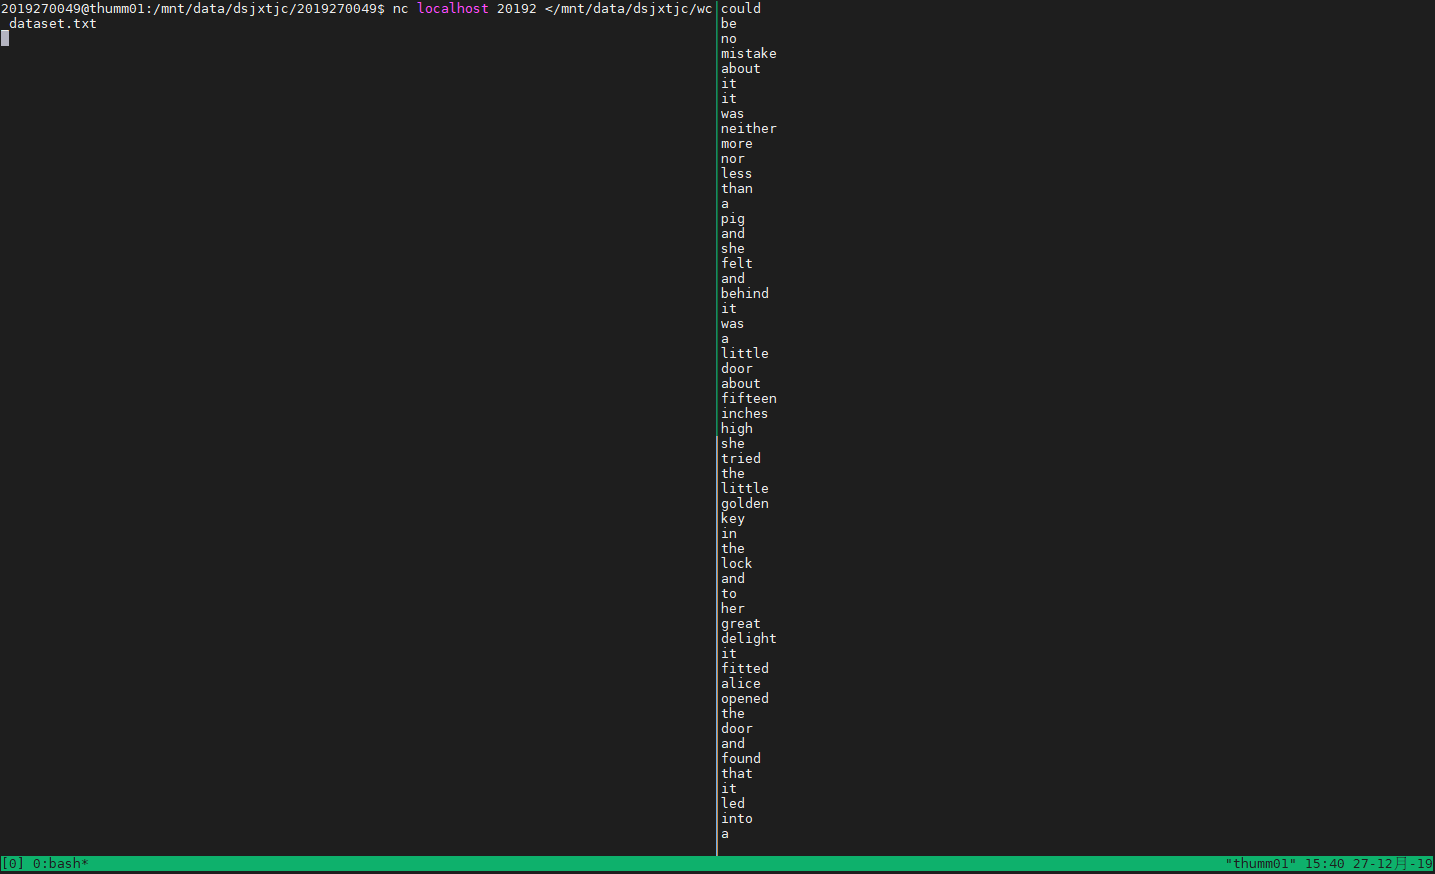 2019270049@thumm01:/mnt/data/dsjxtjc/2019270049$ nc localhost 20192 </mnt/data/dsjxtjc/wc
_dataset.txt
could
be
no
mistake
about
it
it
was
neither
more
nor
less
than
a
pig
and
she
felt
and
behind
it
was
a
little
door
about
fifteen
inches
high
she
tried
the
little
golden
key
in
the
lock
and
to
her
great
delight
it
fitted
alice
opened
the
door
and
found
that
it
led
into
a
[0] 0:bash*
"thumm01" 15:40 27-12月-19